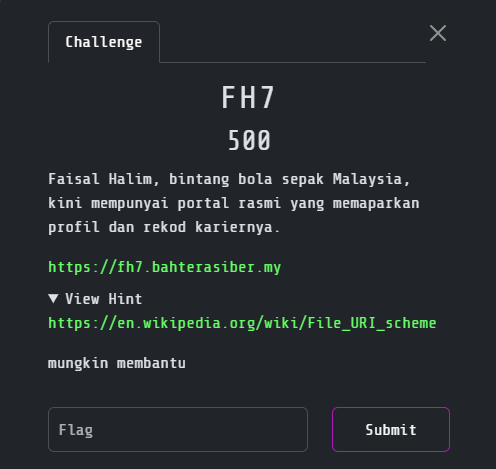 Challenge
FH7
500
Faisal Halim, bintang bola sepak Malaysia,
kini mempunyai portal rasmi yang memaparkan
profil dan rekod kariernya.
https://fh7.bahterasiber.my
▼ View Hint
https://en.wikipedia.org/wiki/File_URI_scheme
mungkin membantu
Flag
Submit